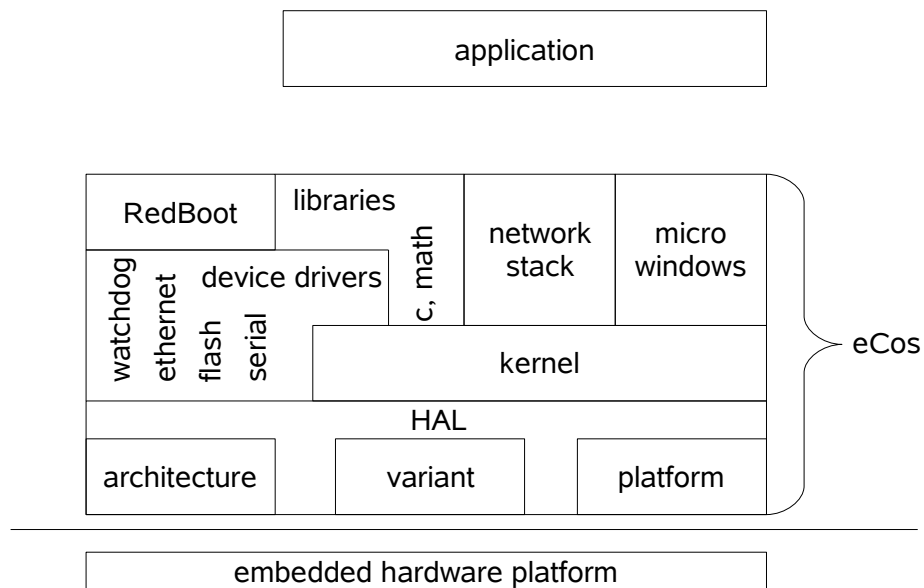 application
RedBoot
libraries
c, math
network
stack
micro
windows
device drivers
watchdog
ethernet
flash
serial
kernel
eCos
HAL
architecture
variant
platform
embedded hardware platform